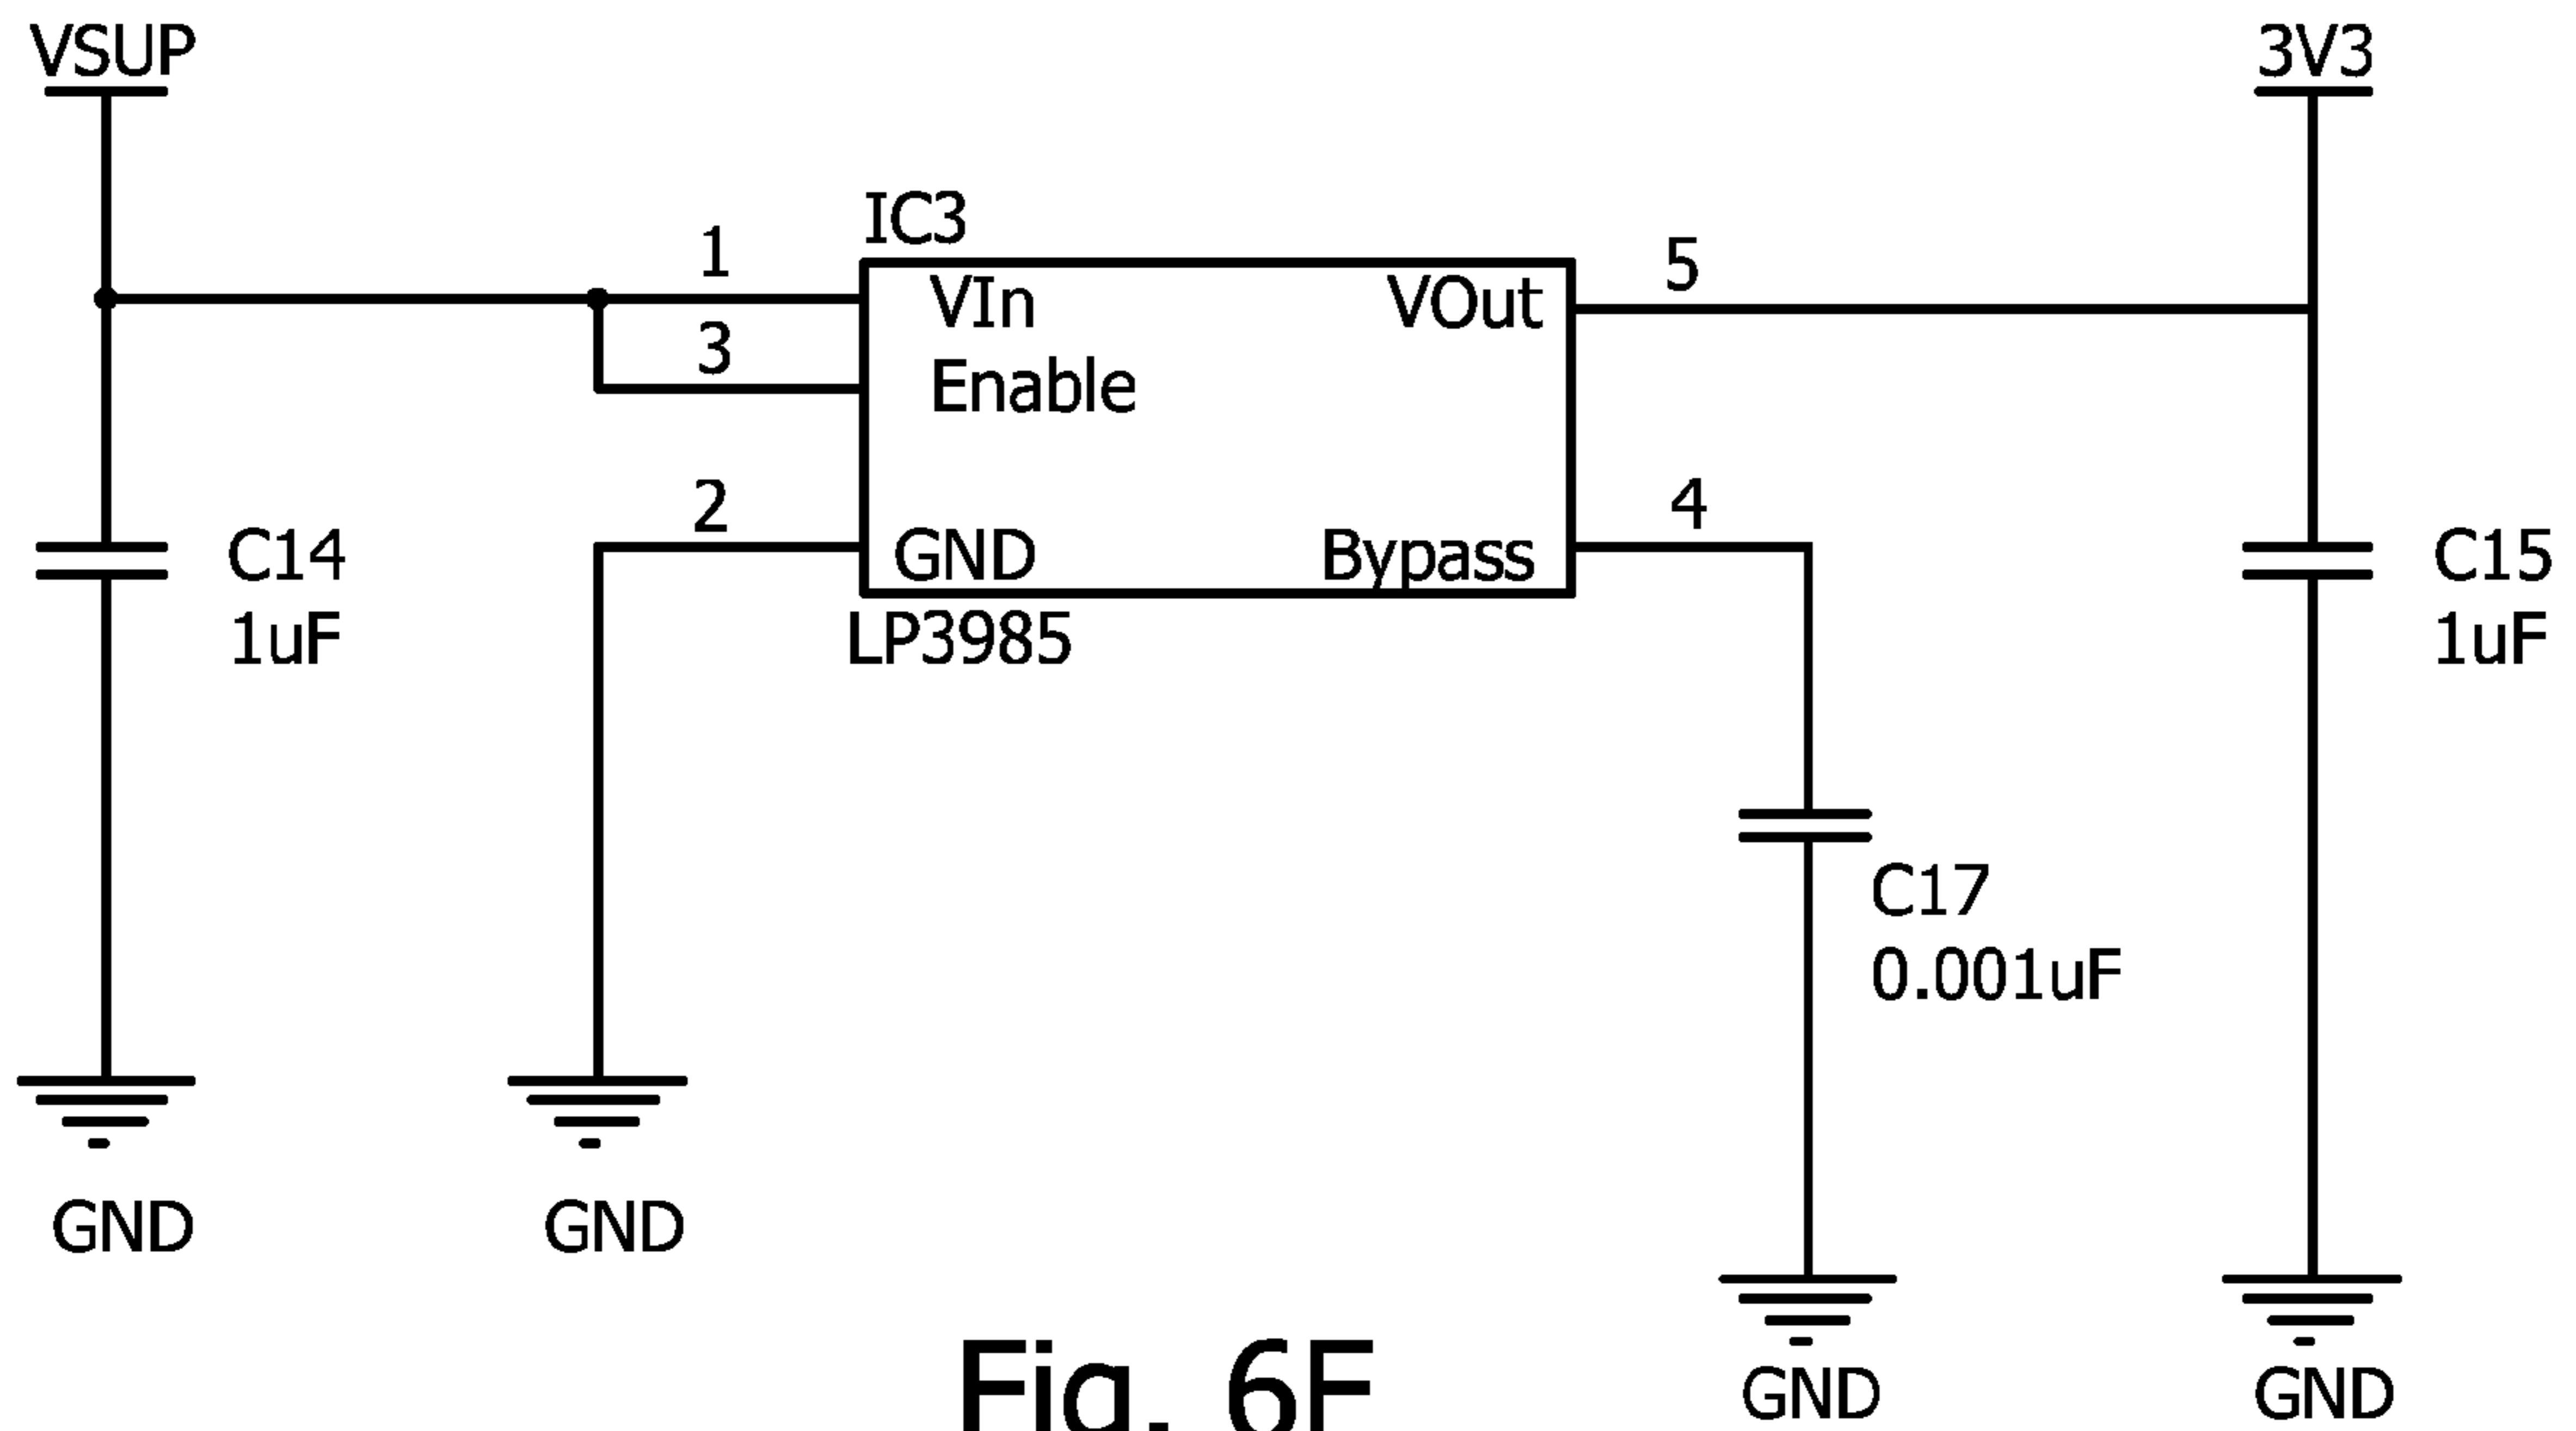 VSUP
3V3
IC3
1
VIn
VOut
5
3
Enable
2
GND
Bypass
4
LP3985
C14
1uF
C15
1uF
C17
0.001uF
GND
GND
GND
GND
Fig. 6F